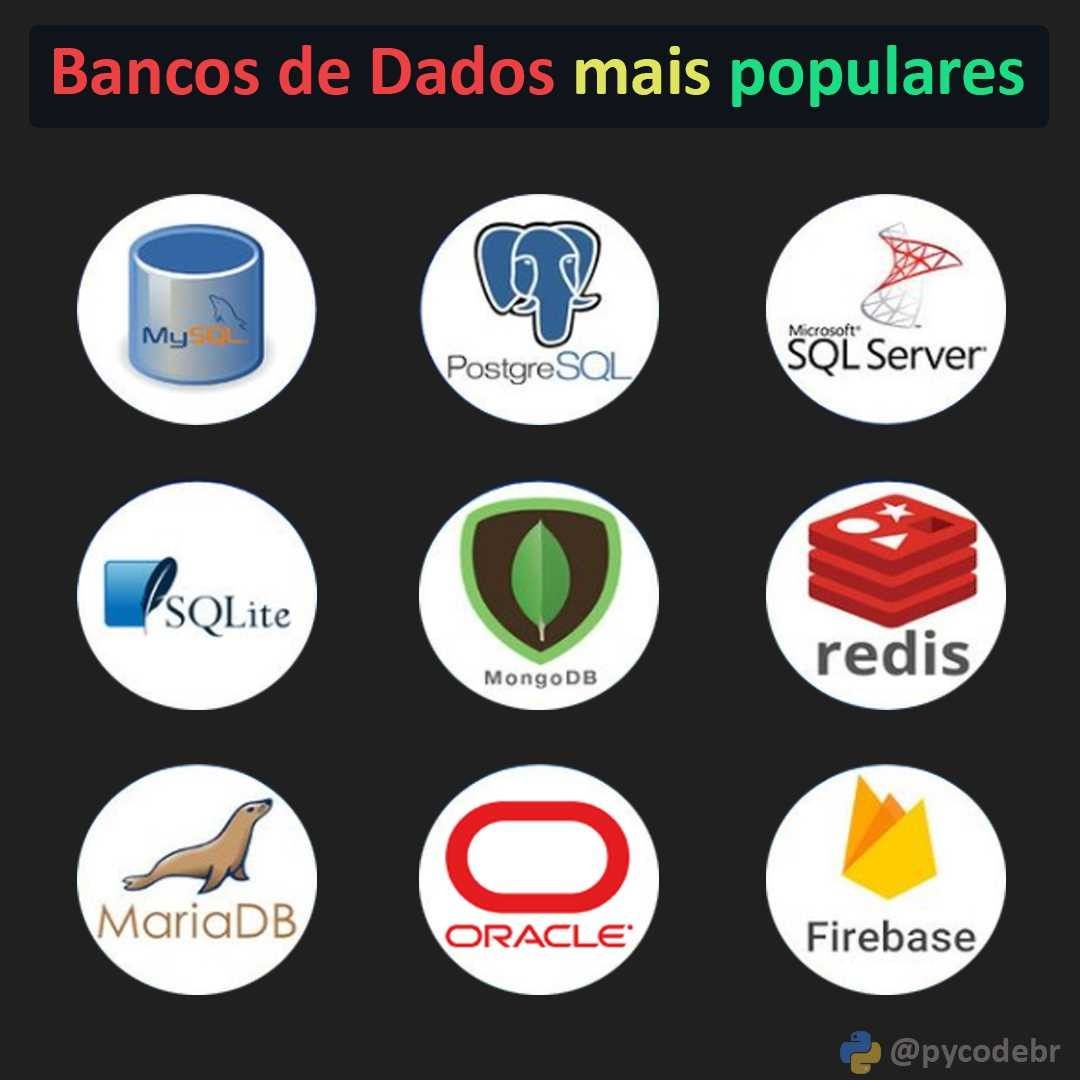 Bancos de Dados mais populares
MySQL
PostgreSQL
Microsoft®
SQL Server®
SQLite
MongoDB
redis
MariaDB
ORACLE®
Firebase
@pycodebr